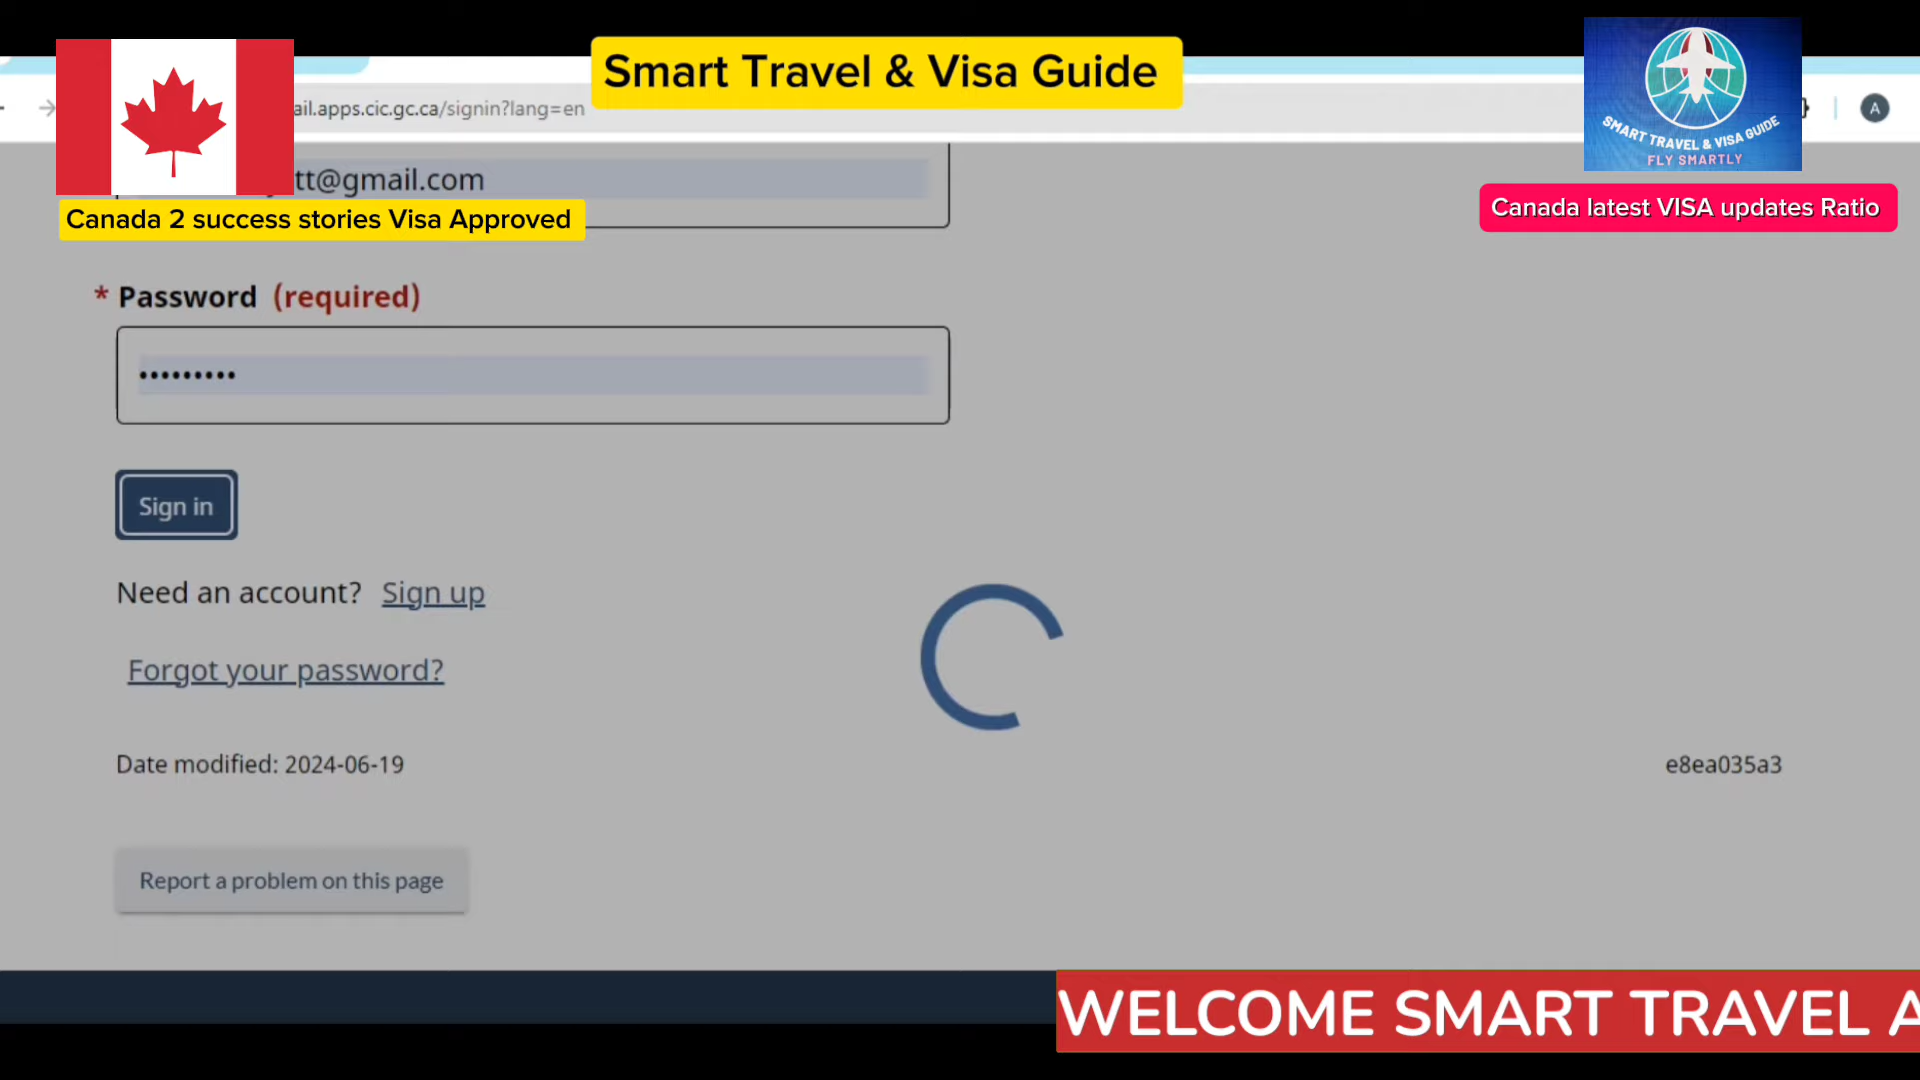 Smart Travel & Visa Guide
ail.apps.cic.gc.ca/signin?lang=en
A
SMART TRAVEL & VISA GUIDE
FLY SMARTLY
tt@gmail.com
Canada 2 success stories Visa Approved
Canada latest VISA updates Ratio
* Password (required)
•••••••••
Sign in
Need an account? Sign up
Forgot your password?
Date modified: 2024-06-19
e8ea035a3
Report a problem on this page
WELCOME SMART TRAVEL A